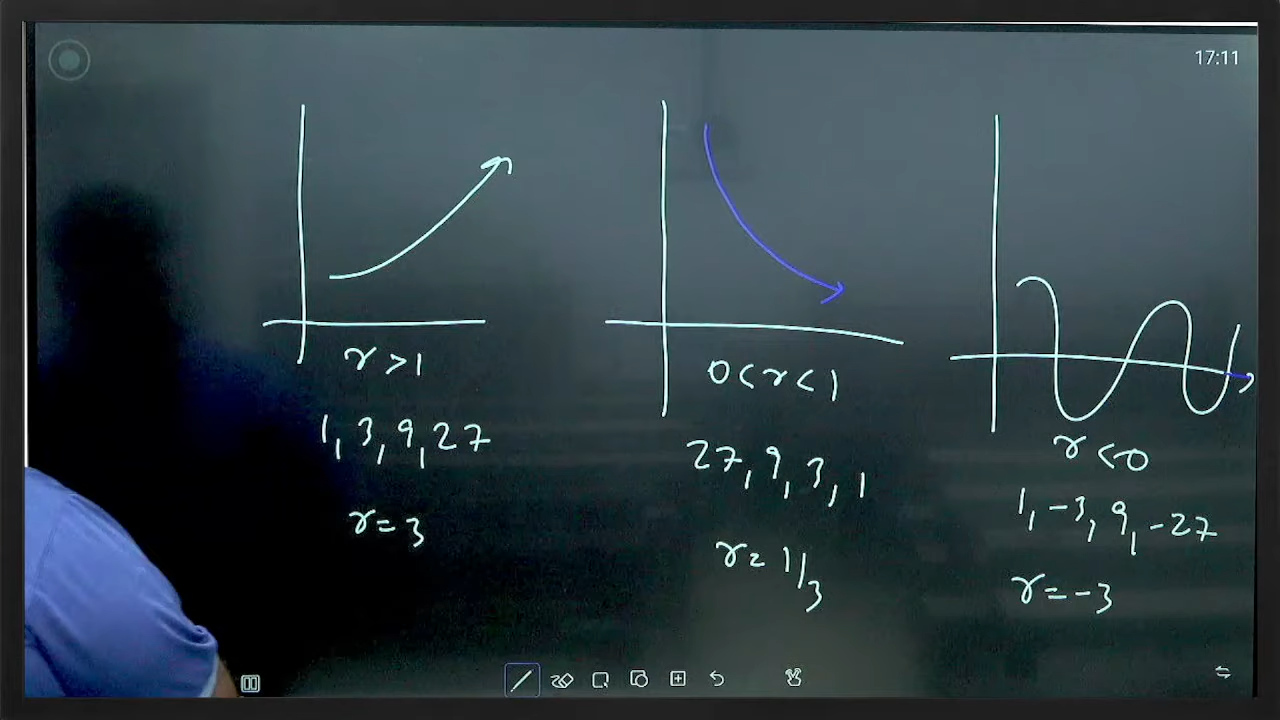 17:11
r > 1
1, 3, 9, 27
r = 3
0 < r < 1
27, 9, 3, 1
r = 1/3
r < 0
1, -3, 9, -27
r = -3